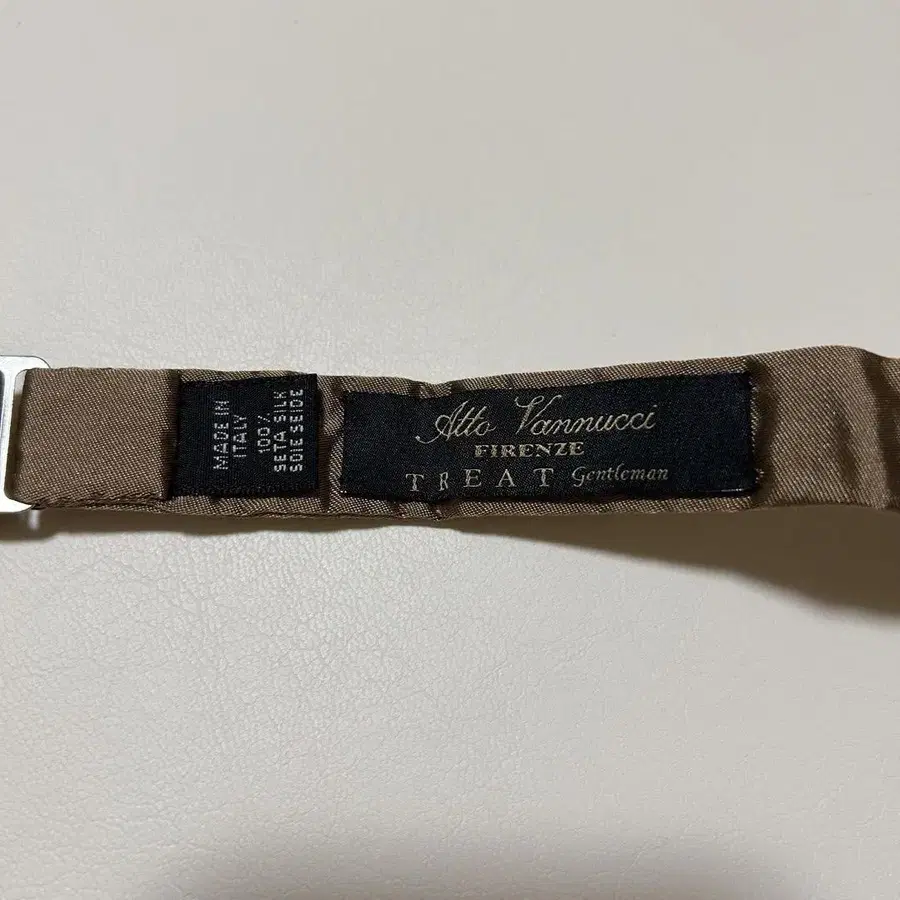 MADE IN
ITALY
100%
SETA SILK
SOIE SEIDE
Atto Vannucci
FIRENZE
TREAT Gentleman